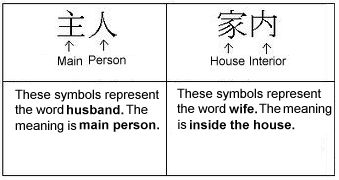 主人
Main Person
These symbols represent
the word husband. The
meaning is main person.
家内
House Interior
These symbols represent
the word wife. The meaning
is inside the house.